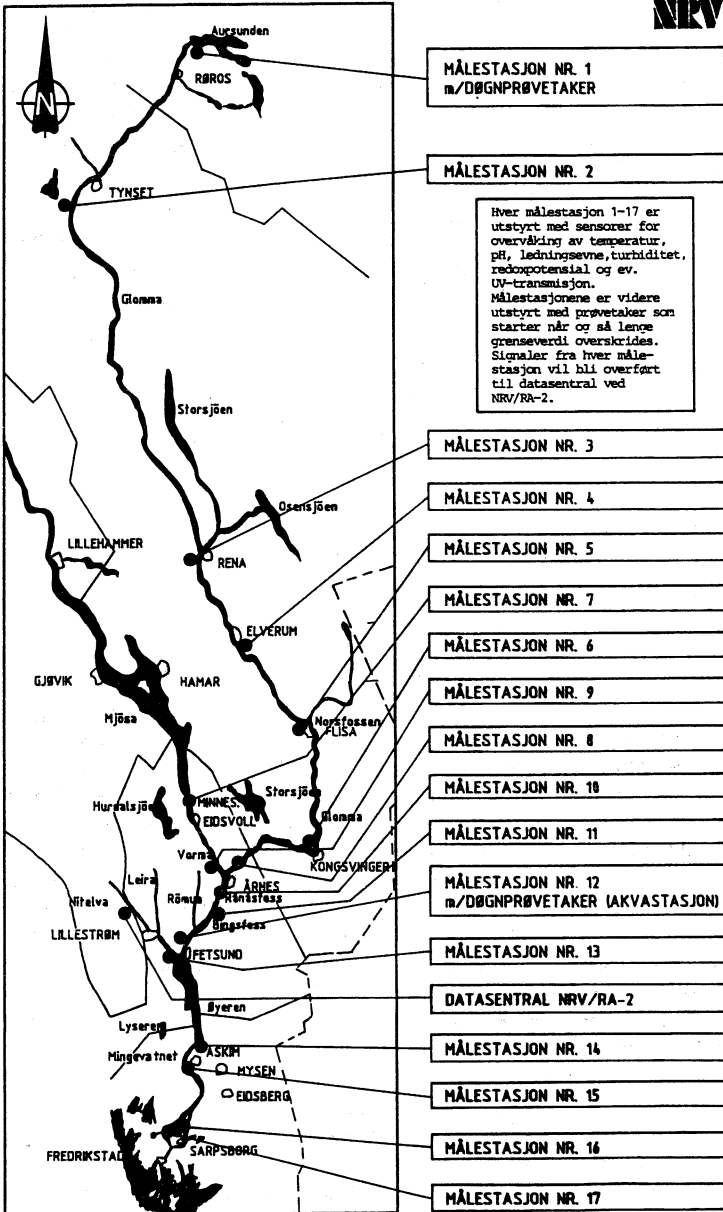 NRV
Aursunden
RØROS
N
TYNSET
Glomma
Storsjöen
Osensjöen
LILLEHAMMER
RENA
ELVERUM
GJØVIK
HAMAR
Mjösa
Norsfossen
FLISA
Hurdalsjöe
MINNES.
EIDSVOLL
Storsjøen
Glomma
Vorma
KONGSVINGER
Leira
ÅRNES
Rånåsfoss
Römua
Nitelva
Bingsfoss
LILLESTRØM
FETSUND
Øyeren
Lyseren
Mingevatnet
ASKIM
MYSEN
EIDSBERG
FREDRIKSTAD
SARPSBORG
MÅLESTASJON NR. 1
m/DØGNPRØVETAKER
MÅLESTASJON NR. 2
Hver målestasjon 1-17 er
utstyrt med sensorer for
overvåking av temperatur,
pH, ledningsevne,turbiditet,
redoxpotensial og ev.
UV-transmisjon.
Målestasjonene er videre
utstyrt med prøvetaker som
starter når og så lenge
grenseverdi overskrides.
Signaler fra hver måle-
stasjon vil bli overført
til datasentral ved
NRV/RA-2.
MÅLESTASJON NR. 3
MÅLESTASJON NR. 4
MÅLESTASJON NR. 5
MÅLESTASJON NR. 7
MÅLESTASJON NR. 6
MÅLESTASJON NR. 9
MÅLESTASJON NR. 8
MÅLESTASJON NR. 10
MÅLESTASJON NR. 11
MÅLESTASJON NR. 12
m/DØGNPRØVETAKER (AKVASTASJON)
MÅLESTASJON NR. 13
DATASENTRAL NRV/RA-2
MÅLESTASJON NR. 14
MÅLESTASJON NR. 15
MÅLESTASJON NR. 16
MÅLESTASJON NR. 17